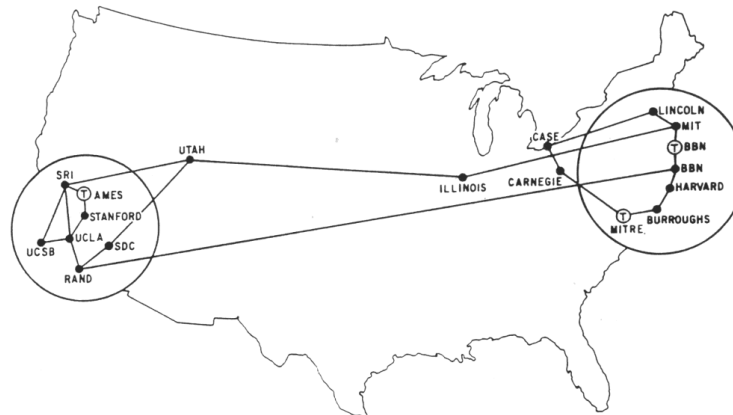 LINCOLN
MIT
CASE
T BBN
UTAH
BBN
SRI
ILLINOIS
CARNEGIE
T AMES
HARVARD
STANFORD
T
MITRE
BURROUGHS
UCLA
SDC
UCSB
RAND